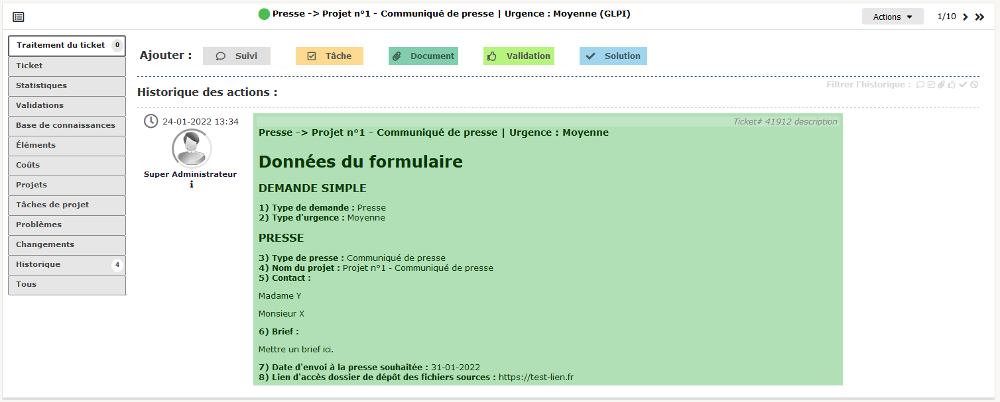 Presse -> Projet n°1 - Communiqué de presse | Urgence : Moyenne (GLPI)
Actions
1/10
Traitement du ticket 0
Ticket
Statistiques
Validations
Base de connaissances
Éléments
Coûts
Projets
Tâches de projet
Problèmes
Changements
Historique 4
Tous
Ajouter : Suivi Tâche Document Validation Solution
Filtrer l'historique :
Historique des actions :
24-01-2022 13:34
Super Administrateur
Ticket# 41912 description
Presse -> Projet n°1 - Communiqué de presse | Urgence : Moyenne
Données du formulaire
DEMANDE SIMPLE
1) Type de demande : Presse
2) Type d'urgence : Moyenne
PRESSE
3) Type de presse : Communiqué de presse
4) Nom du projet : Projet n°1 - Communiqué de presse
5) Contact :
Madame Y
Monsieur X
6) Brief :
Mettre un brief ici.
7) Date d'envoi à la presse souhaitée : 31-01-2022
8) Lien d'accès dossier de dépôt des fichiers sources : https://test-lien.fr